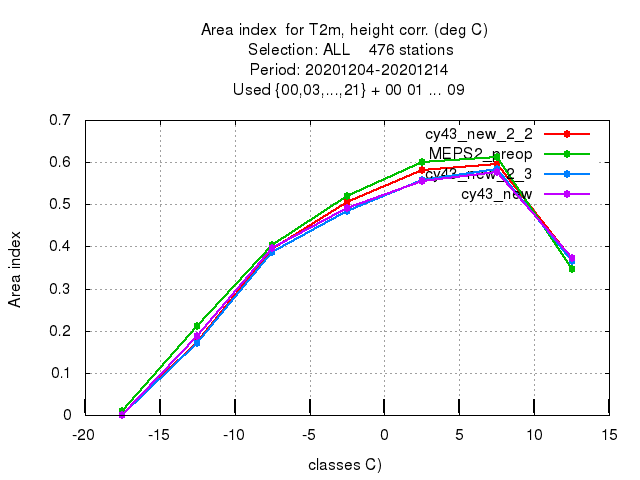 Area index  for T2m, height corr. (deg C)
Selection: ALL    476 stations
Period: 20201204-20201214
Used {00,03,...,21} + 00 01 ... 09
0.7
0.6
0.5
0.4
0.3
0.2
0.1
0
Area index
cy43_new_2_2
MEPS2_preop
cy43_new_2_3
cy43_new
-20
-15
-10
-5
0
5
10
15
classes C)